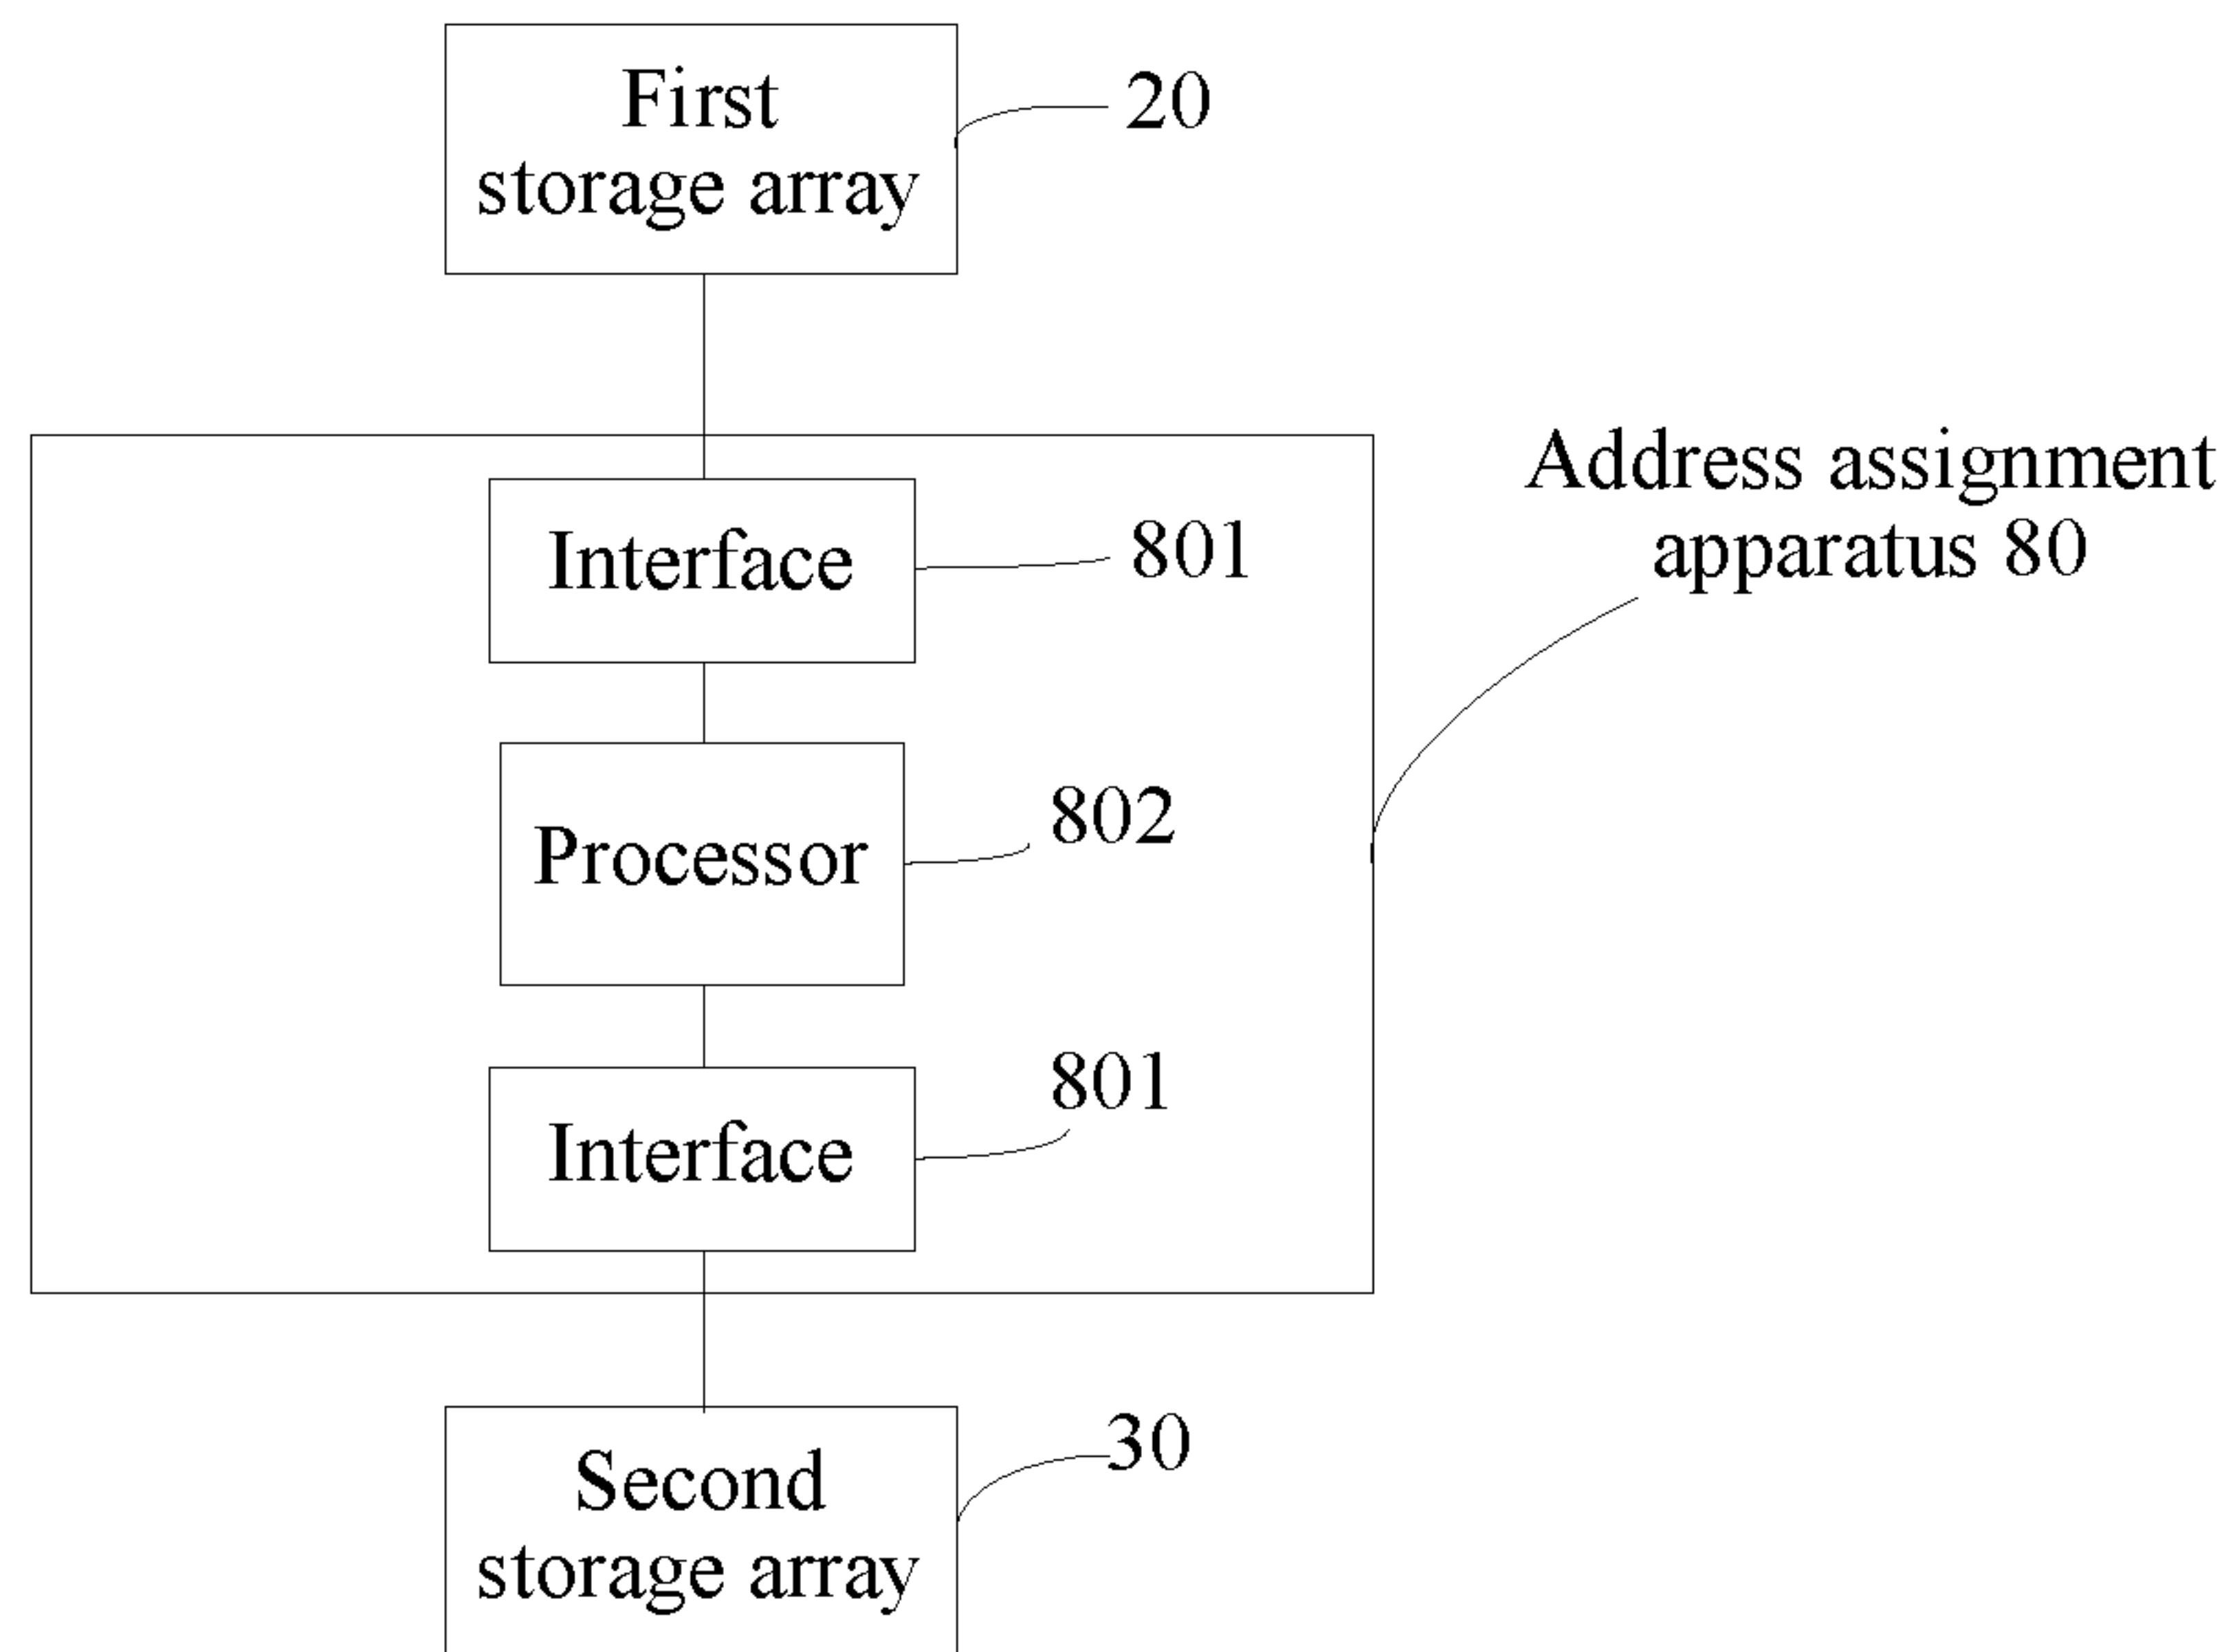 First
storage array
20
Address assignment
apparatus 80
Interface
801
Processor
802
Interface
801
Second
storage array
30